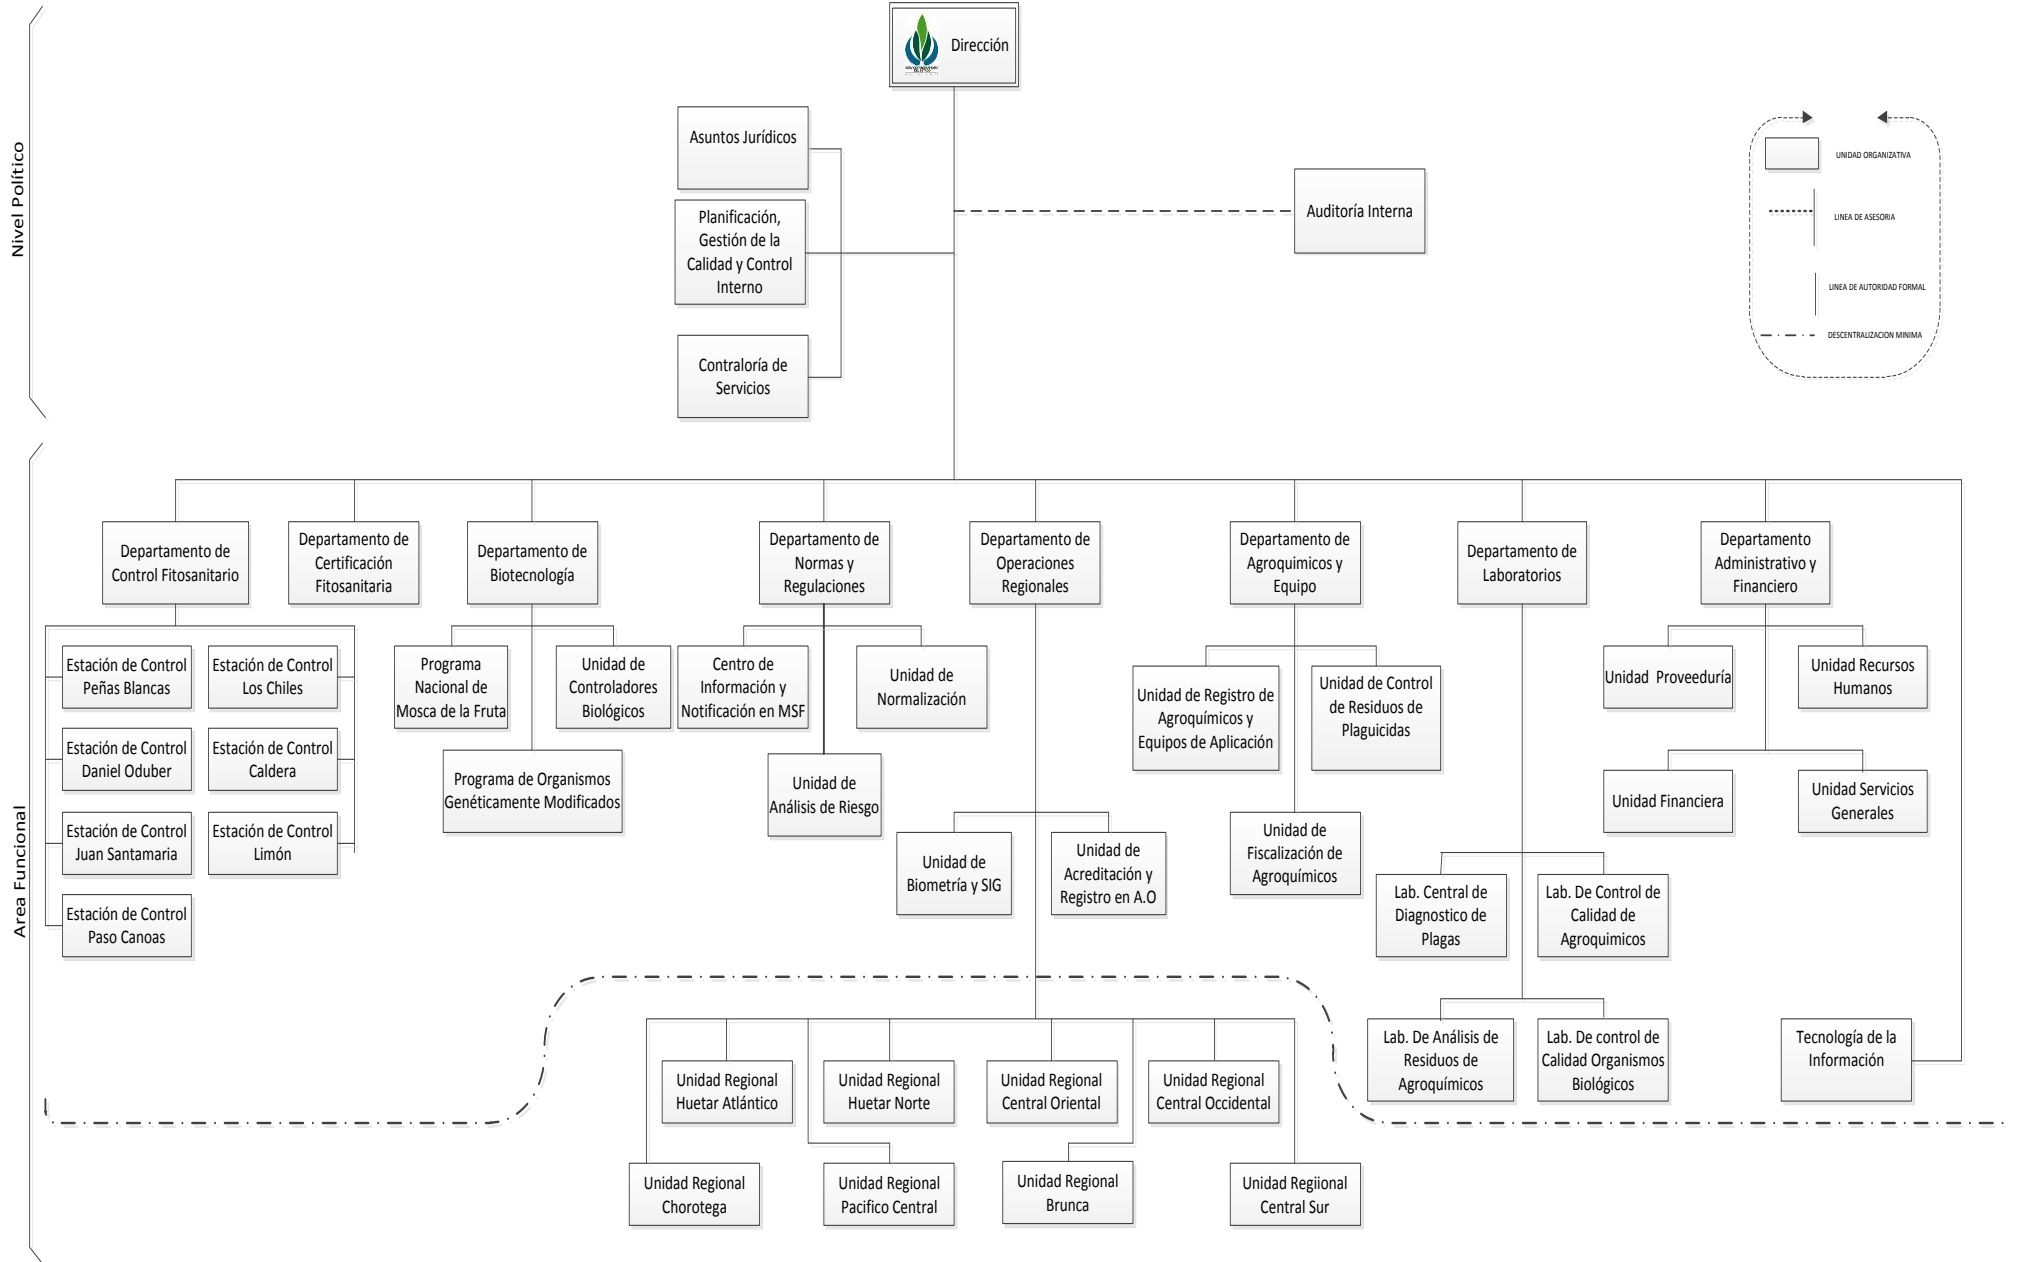 Dirección
Nivel Político
Asuntos Jurídicos
Planificación,
Gestión de la
Calidad y Control
Interno
Contraloría de
Servicios
Auditoría Interna
UNIDAD ORGANIZATIVA
LINEA DE ASESORIA
LINEA DE AUTORIDAD FORMAL
DESCENTRALIZACION MINIMA
Area Funcional
Departamento de
Control Fitosanitario
Departamento de
Certificación
Fitosanitaria
Departamento de
Biotecnología
Departamento de
Normas y
Regulaciones
Departamento de
Operaciones
Regionales
Departamento de
Agroquimicos y
Equipo
Departamento de
Laboratorios
Departamento
Administrativo y
Financiero
Estación de Control
Peñas Blancas
Estación de Control
Los Chiles
Estación de Control
Daniel Oduber
Estación de Control
Caldera
Estación de Control
Juan Santamaria
Estación de Control
Limón
Estación de Control
Paso Canoas
Programa
Nacional de
Mosca de la Fruta
Unidad de
Controladores
Biológicos
Programa de Organismos
Genéticamente Modificados
Centro de
Información y
Notificación en MSF
Unidad de
Normalización
Unidad de
Análisis de Riesgo
Unidad de
Biometría y SIG
Unidad de
Acreditación y
Registro en A.O
Unidad de Registro de
Agroquímicos y
Equipos de Aplicación
Unidad de Control
de Residuos de
Plaguicidas
Unidad de
Fiscalización de
Agroquímicos
Lab. Central de
Diagnostico de
Plagas
Lab. De Control de
Calidad de
Agroquimicos
Lab. De Análisis de
Residuos de
Agroquímicos
Lab. De control de
Calidad Organismos
Biológicos
Unidad Proveeduría
Unidad Recursos
Humanos
Unidad Financiera
Unidad Servicios
Generales
Tecnología de la
Información
Unidad Regional
Huetar Atlántico
Unidad Regional
Huetar Norte
Unidad Regional
Central Oriental
Unidad Regional
Central Occidental
Unidad Regional
Chorotega
Unidad Regional
Pacifico Central
Unidad Regional
Brunca
Unidad Regiional
Central Sur